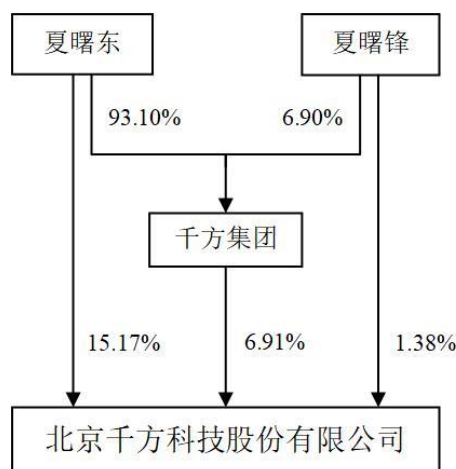 夏曙东
夏曙锋
93.10%
6.90%
千方集团
15.17%
6.91%
1.38%
北京千方科技股份有限公司